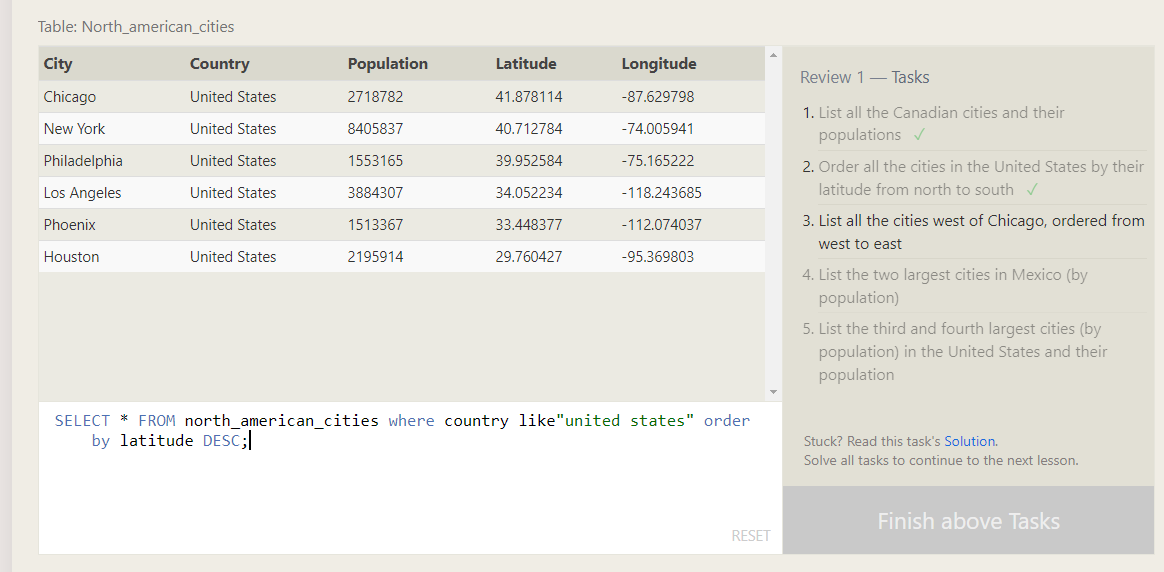 Table: North_american_cities
City Country Population Latitude Longitude
Chicago United States 2718782 41.878114 -87.629798
New York United States 8405837 40.712784 -74.005941
Philadelphia United States 1553165 39.952584 -75.165222
Los Angeles United States 3884307 34.052234 -118.243685
Phoenix United States 1513367 33.448377 -112.074037
Houston United States 2195914 29.760427 -95.369803
SELECT * FROM north_american_cities where country like"united states" order
by latitude DESC;
RESET
Review 1 — Tasks
1. List all the Canadian cities and their
populations ✓
2. Order all the cities in the United States by their
latitude from north to south ✓
3. List all the cities west of Chicago, ordered from
west to east
4. List the two largest cities in Mexico (by
population)
5. List the third and fourth largest cities (by
population) in the United States and their
population
Stuck? Read this task's Solution.
Solve all tasks to continue to the next lesson.
Finish above Tasks